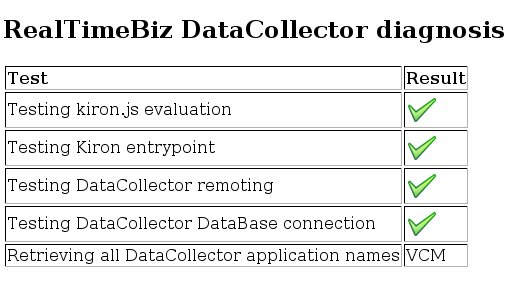 RealTimeBiz DataCollector diagnosis
Test Result
Testing kiron.js evaluation
Testing Kiron entrypoint
Testing DataCollector remoting
Testing DataCollector DataBase connection
Retrieving all DataCollector application names VCM